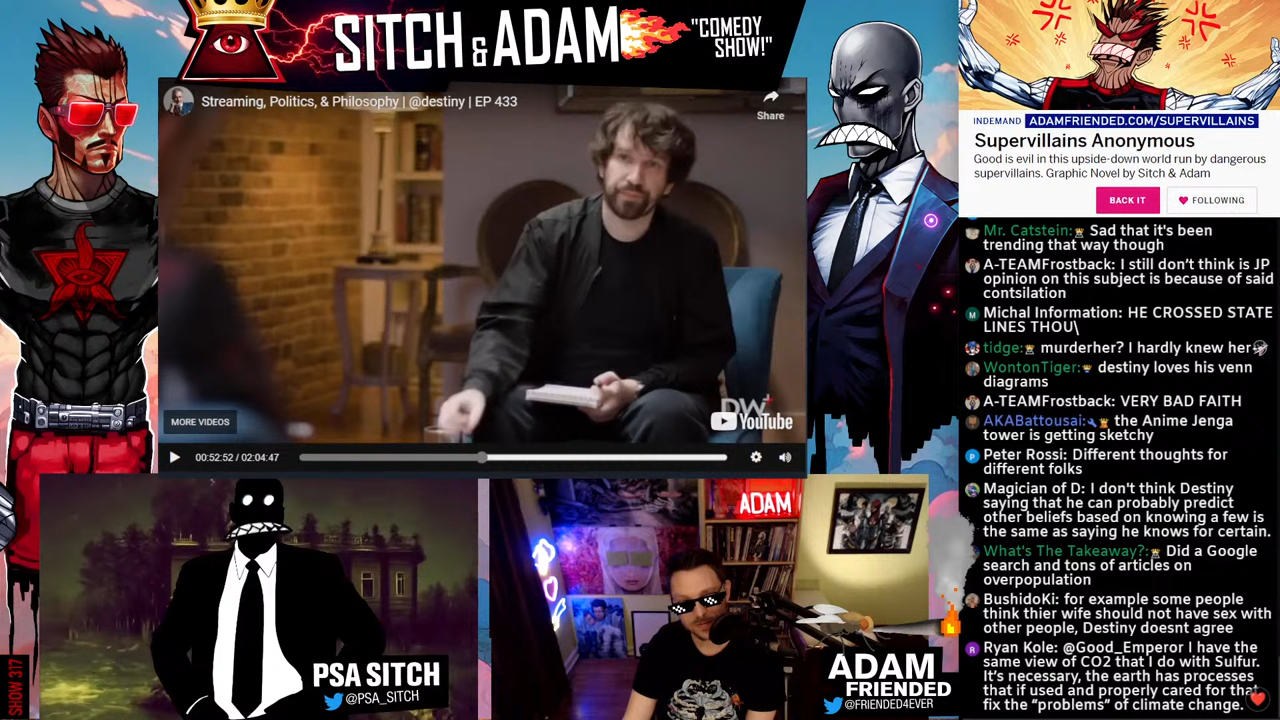 SITCH & ADAM
"COMEDY
SHOW!"
Streaming, Politics, & Philosophy | @destiny | EP 433
Share
MORE VIDEOS
DW+
YouTube
00:52:52 / 02:04:47
INDEMAND ADAMFRIENDED.COM/SUPERVILLAINS
Supervillains Anonymous
Good is evil in this upside-down world run by dangerous
supervillains. Graphic Novel by Sitch & Adam
BACK IT
FOLLOWING
Mr. Catstein: Sad that it's been
trending that way though
A-TEAMFrostback: I still don't think is JP
opinion on this subject is because of said
contsilation
Michal Information: HE CROSSED STATE
LINES THOU\
tidge: murderher? I hardly knew her
WontonTiger: destiny loves his venn
diagrams
A-TEAMFrostback: VERY BAD FAITH
AKABattousai: the Anime Jenga
tower is getting sketchy
Peter Rossi: Different thoughts for
different folks
Magician of D: I don't think Destiny
saying that he can probably predict
other beliefs based on knowing a few is
the same as saying he knows for certain.
What's The Takeaway?: Did a Google
search and tons of articles on
overpopulation
BushidoKi: for example some people
think thier wife should not have sex with
other people, Destiny doesnt agree
Ryan Kole: @Good_Emperor I have the
same view of CO2 that I do with Sulfur.
It's necessary, the earth has processes
that if used and properly cared for that
fix the "problems" of climate change.
SHOW 317
PSA SITCH
@PSA_SITCH
ADAM
ADAM
FRIENDED
@FRIENDED4EVER